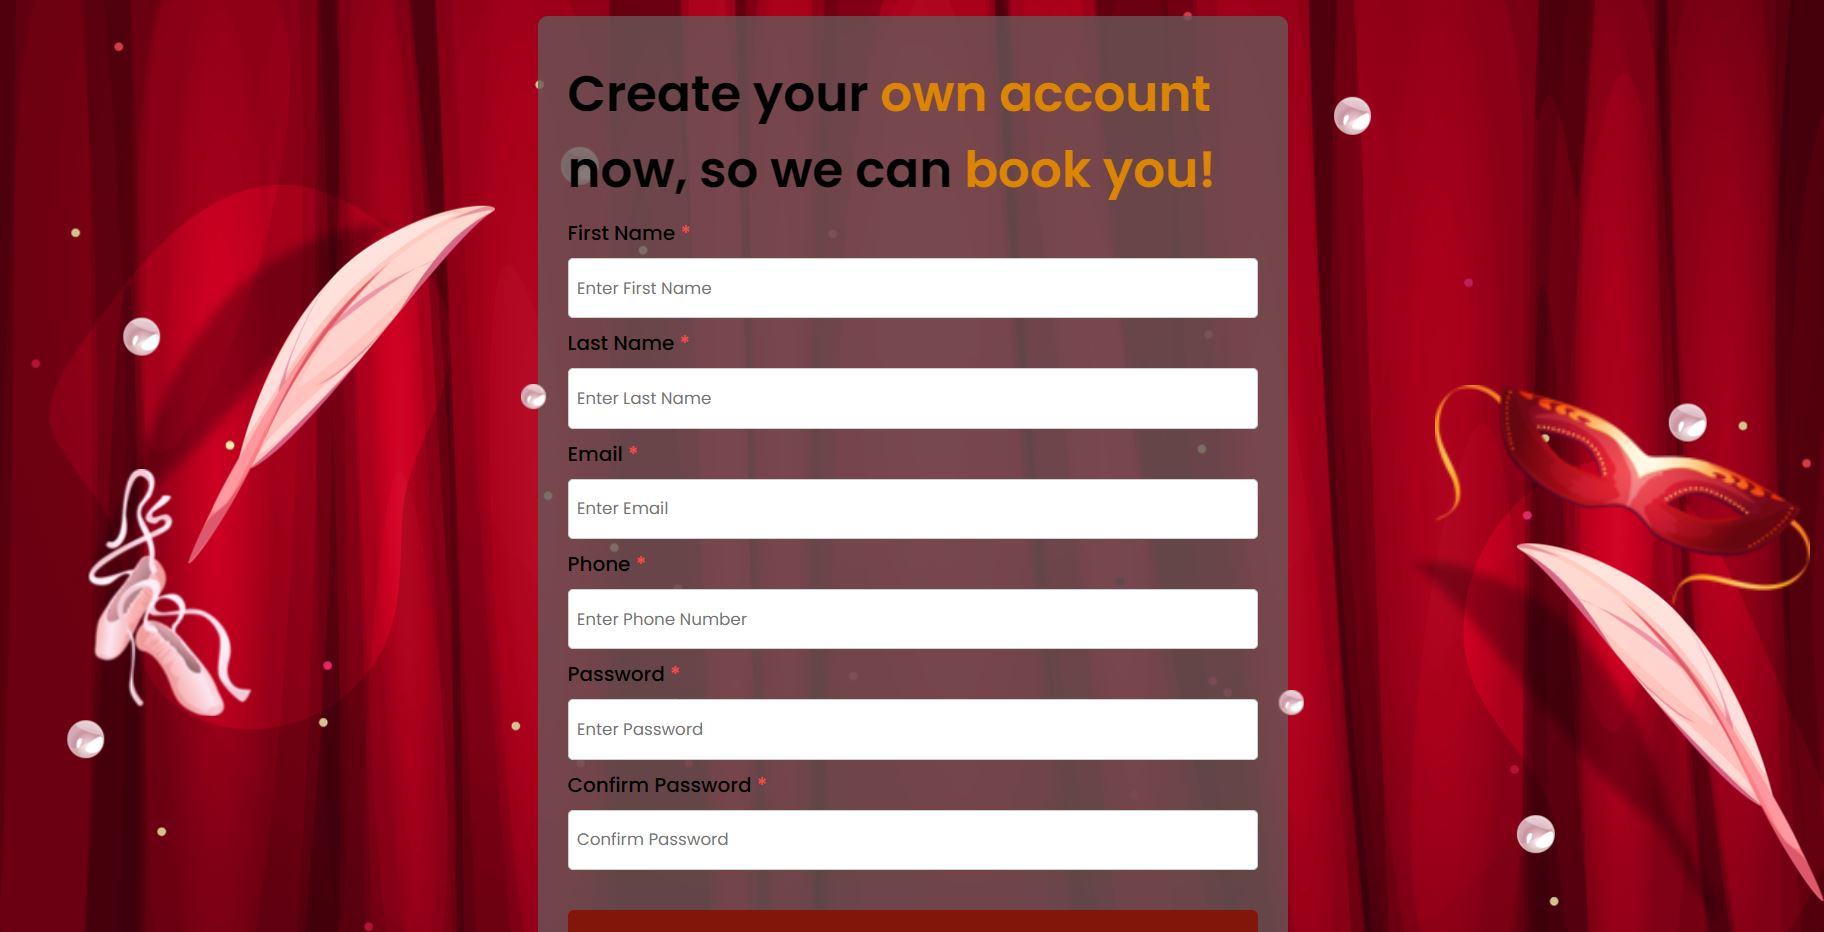 Create your own account
now, so we can book you!
First Name *
Enter First Name
Last Name *
Enter Last Name
Email *
Enter Email
Phone *
Enter Phone Number
Password *
Enter Password
Confirm Password *
Confirm Password